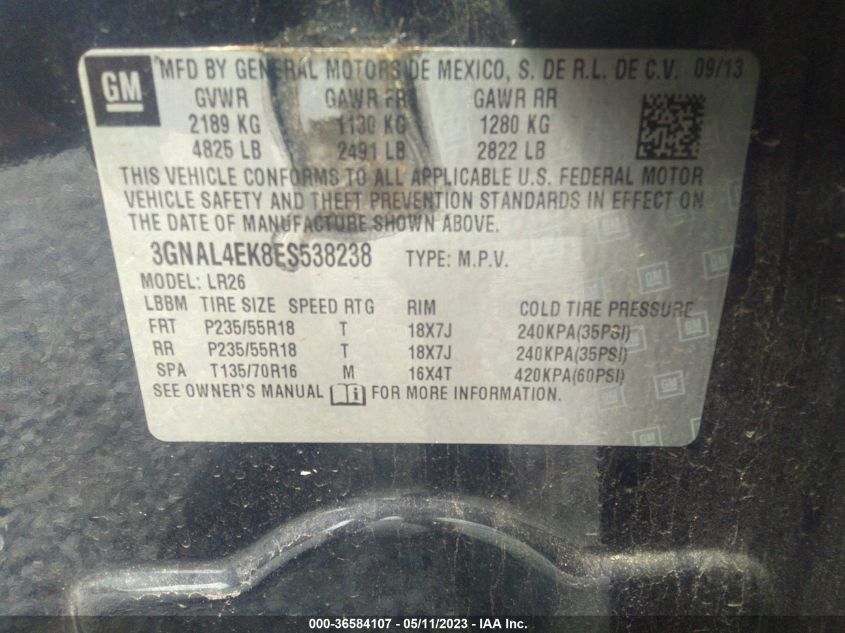 GM MFD BY GENERAL MOTORS DE MEXICO, S. DE R.L. DE C.V. 09/13
GVWR GAWR FRT GAWR RR
2189 KG 1130 KG 1280 KG
4825 LB 2491 LB 2822 LB
THIS VEHICLE CONFORMS TO ALL APPLICABLE U.S. FEDERAL MOTOR
VEHICLE SAFETY AND THEFT PREVENTION STANDARDS IN EFFECT ON
THE DATE OF MANUFACTURE SHOWN ABOVE.
3GNAL4EK8ES538238 TYPE: M.P.V.
MODEL: LR26
LBBM TIRE SIZE SPEED RTG RIM COLD TIRE PRESSURE
FRT P235/55R18 T 18X7J 240KPA(35PSI)
RR P235/55R18 T 18X7J 240KPA(35PSI)
SPA T135/70R16 M 16X4T 420KPA(60PSI)
SEE OWNER'S MANUAL FOR MORE INFORMATION.
000-36584107 - 05/11/2023 - IAA Inc.